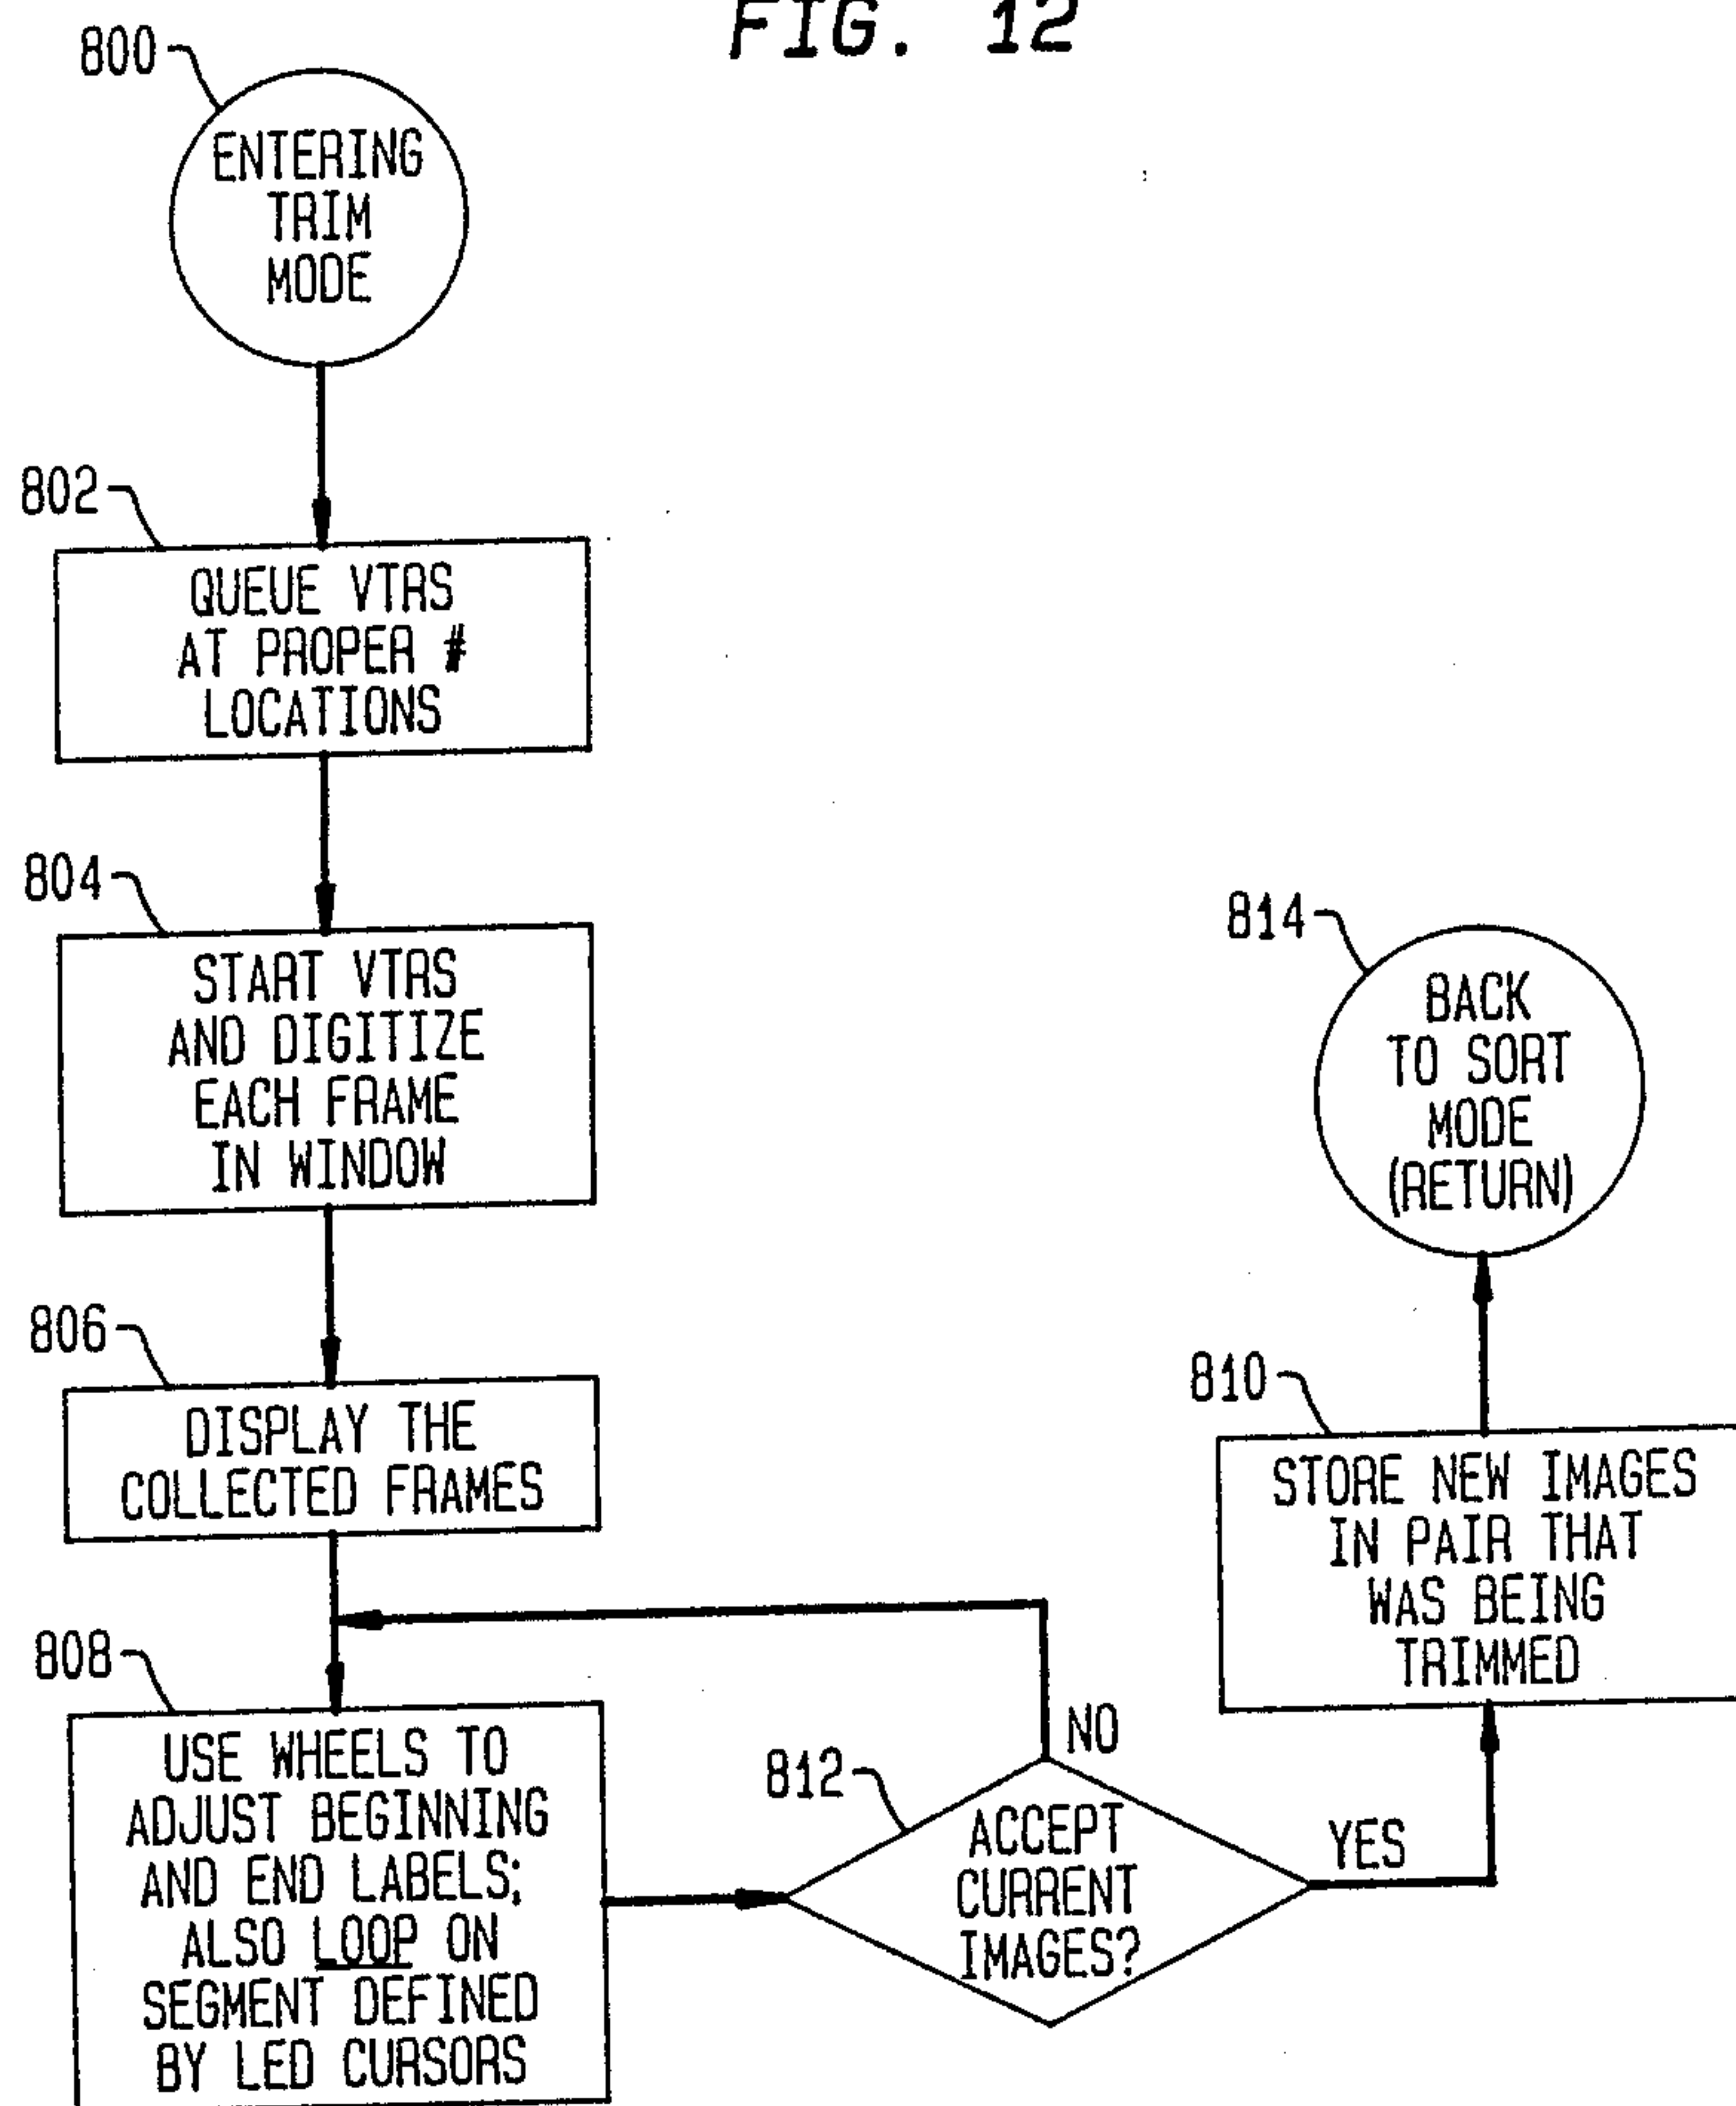 FIG. 12
800
ENTERING
TRIM
MODE
802
QUEUE VTRS
AT PROPER #
LOCATIONS
804
START VTRS
AND DIGITIZE
EACH FRAME
IN WINDOW
806
DISPLAY THE
COLLECTED FRAMES
808
USE WHEELS TO
ADJUST BEGINNING
AND END LABELS;
ALSO LOOP ON
SEGMENT DEFINED
BY LED CURSORS
812
ACCEPT
CURRENT
IMAGES?
NO
YES
810
STORE NEW IMAGES
IN PAIR THAT
WAS BEING
TRIMMED
814
BACK
TO SORT
MODE
(RETURN)